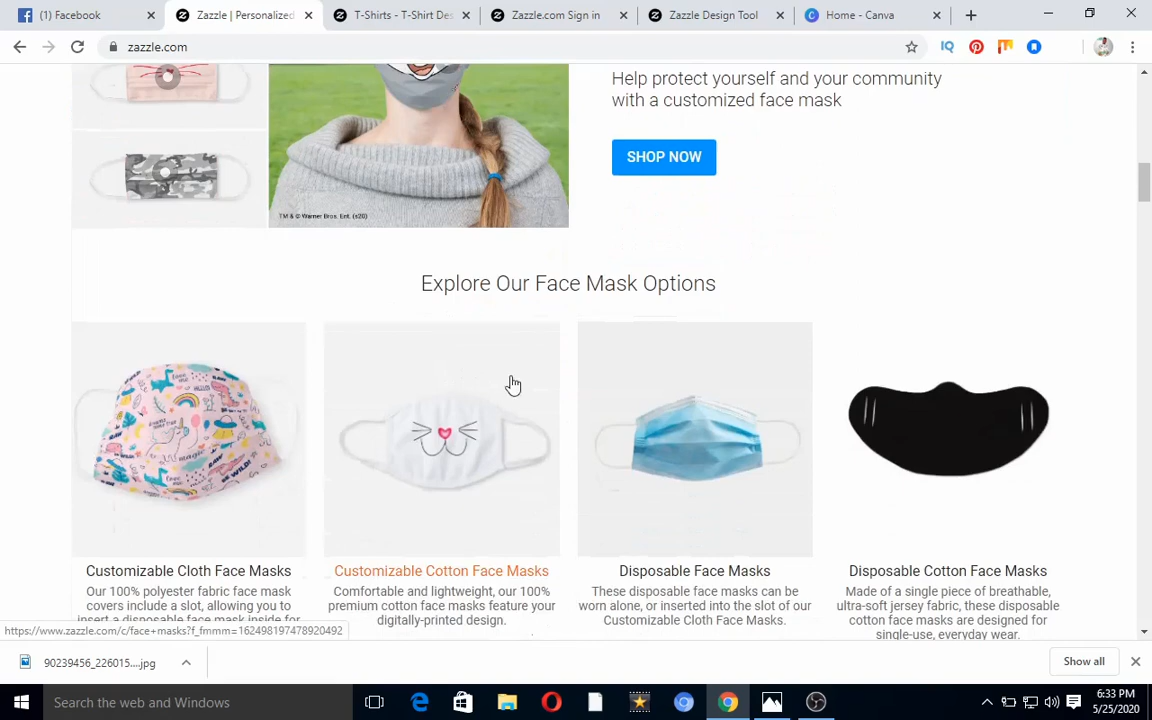 Facebook
Zazzle | Personalized
T-Shirts - T-Shirt Des
Zazzle.com Sign in
Zazzle Design Tool
Home - Canva
zazzle.com
Help protect yourself and your community
with a customized face mask
SHOP NOW
TM & © Warner Bros. Ent. (s20)
Explore Our Face Mask Options
Customizable Cloth Face Masks
Our 100% polyester fabric face mask
covers include a slot, allowing you to
insert a disposable face mask inside for
Customizable Cotton Face Masks
Comfortable and lightweight, our 100%
premium cotton face masks feature your
digitally-printed design.
Disposable Face Masks
These disposable face masks can be
worn alone, or inserted into the slot of our
Customizable Cloth Face Masks.
Disposable Cotton Face Masks
Made of a single piece of breathable,
ultra-soft jersey fabric, these disposable
cotton face masks are designed for
single-use, everyday wear.
https://www.zazzle.com/c/face+masks?f_fmmm=162498197478920492
90239456_226015....jpg
Show all
Search the web and Windows
6:33 PM
5/25/2020